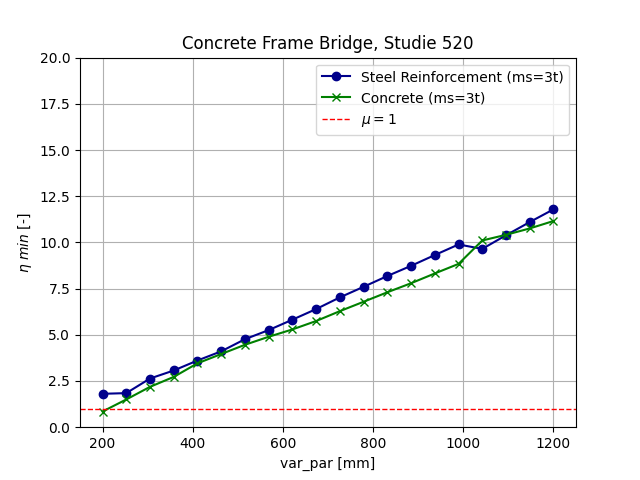 Concrete Frame Bridge, Studie 520
Steel Reinforcement (ms=3t)
Concrete (ms=3t)
μ = 1
20.0
17.5
15.0
12.5
10.0
7.5
5.0
2.5
0.0
η min [-]
200 400 600 800 1000 1200
var_par [mm]